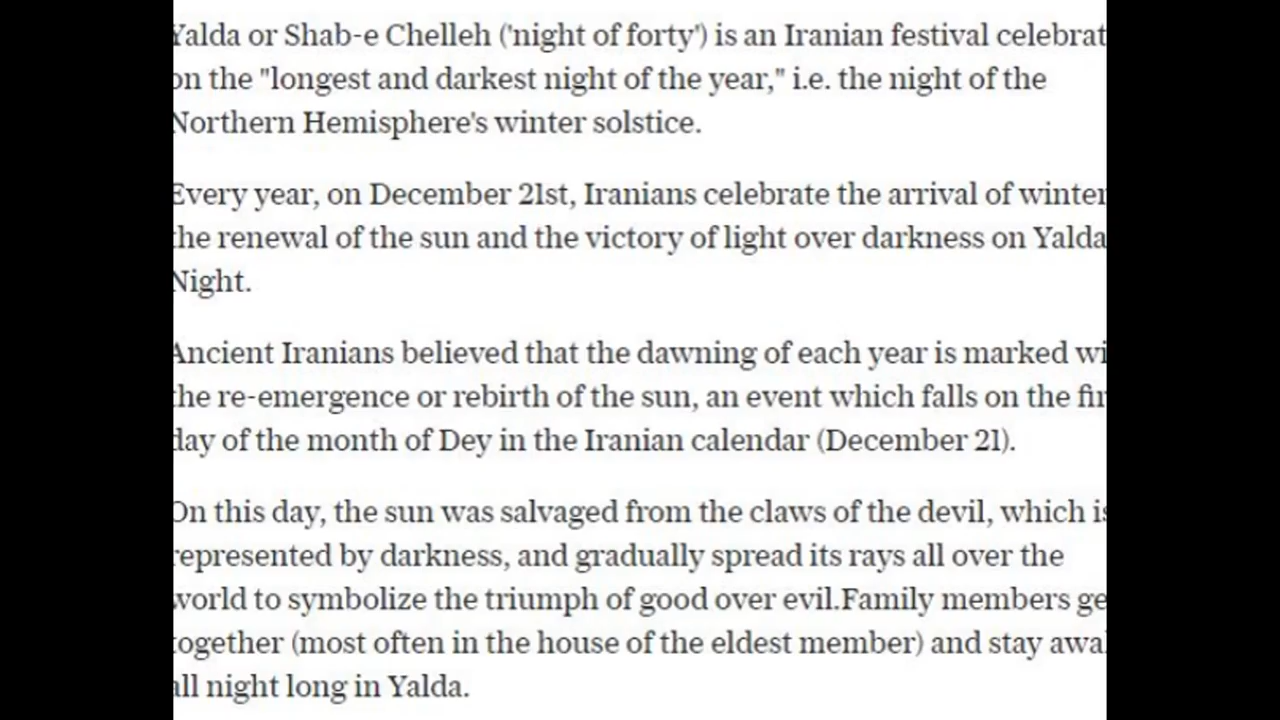 Yalda or Shab-e Chelleh ('night of forty') is an Iranian festival celebrat
on the "longest and darkest night of the year," i.e. the night of the
Northern Hemisphere's winter solstice.
Every year, on December 21st, Iranians celebrate the arrival of winter
the renewal of the sun and the victory of light over darkness on Yalda
Night.
Ancient Iranians believed that the dawning of each year is marked wi
the re-emergence or rebirth of the sun, an event which falls on the fir
day of the month of Dey in the Iranian calendar (December 21).
On this day, the sun was salvaged from the claws of the devil, which is
represented by darkness, and gradually spread its rays all over the
world to symbolize the triumph of good over evil.Family members ge
together (most often in the house of the eldest member) and stay awa
all night long in Yalda.